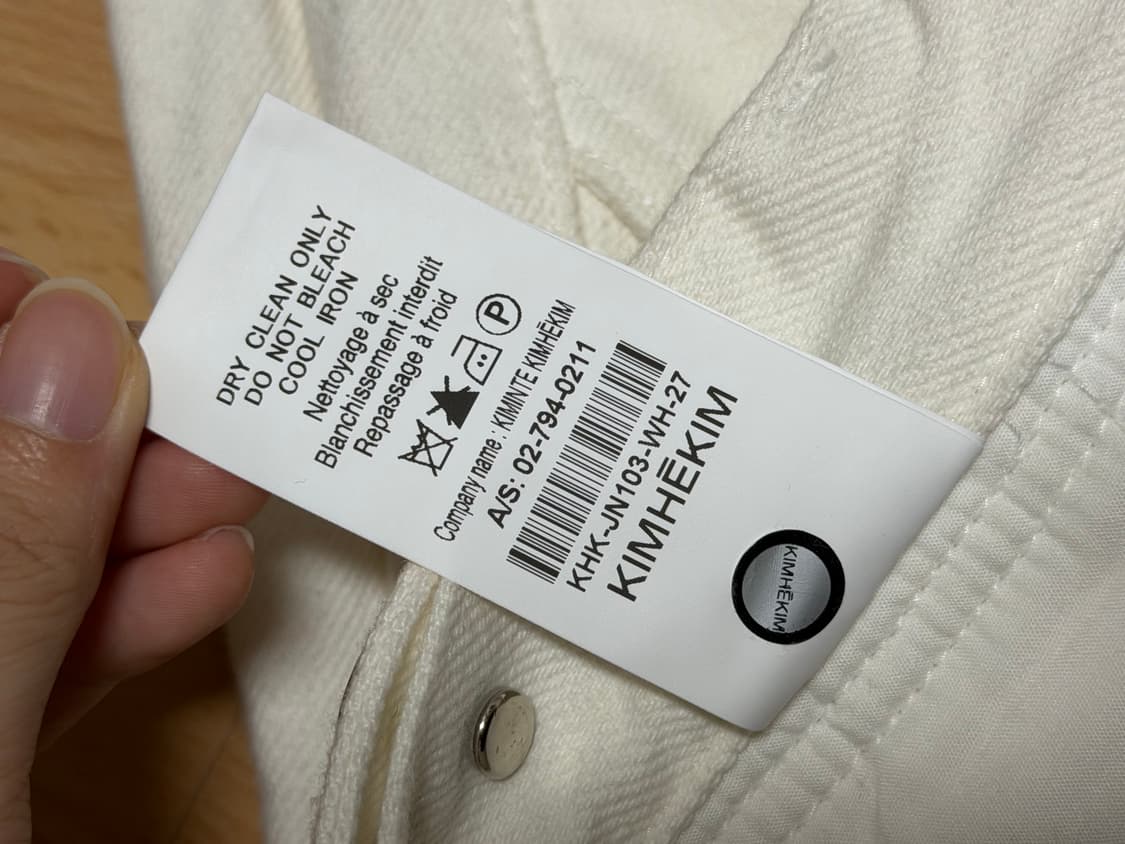 DRY CLEAN ONLY
DO NOT BLEACH
COOL IRON
Nettoyage à sec
Blanchissement interdit
Repassage à froid
P
Company name : KIMINTE KIMHĒKIM
A/S: 02-794-0211
KHK-JN103-WH-27
KIMHĒKIM
KIMHĒKIM